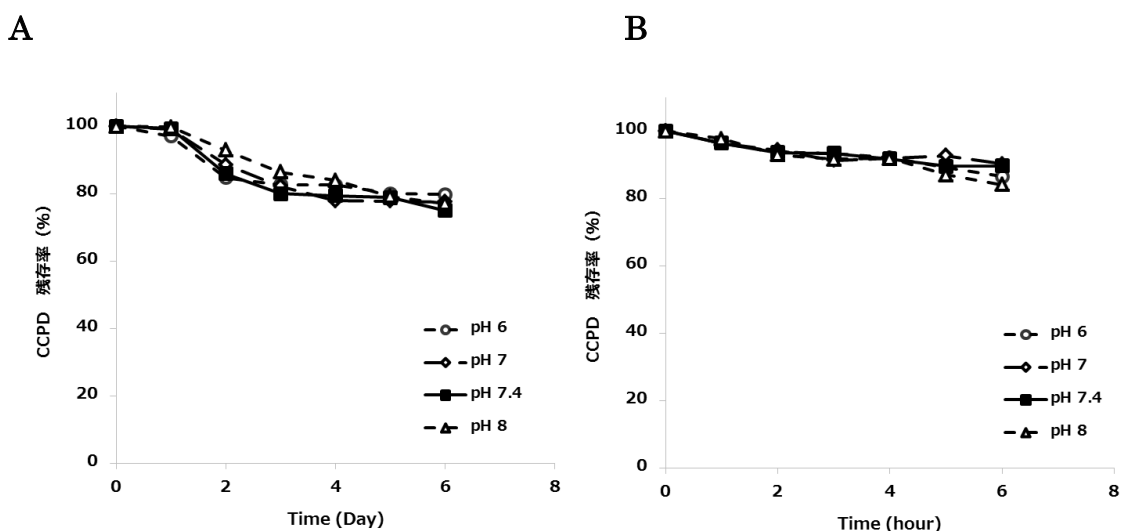 A
100
80
60
40
20
0
0 2 4 6 8
CCPD 残存率 (%)
Time (Day)
pH 6
pH 7
pH 7.4
pH 8
B
100
80
60
40
20
0
0 2 4 6 8
CCPD 残存率 (%)
Time (hour)
pH 6
pH 7
pH 7.4
pH 8